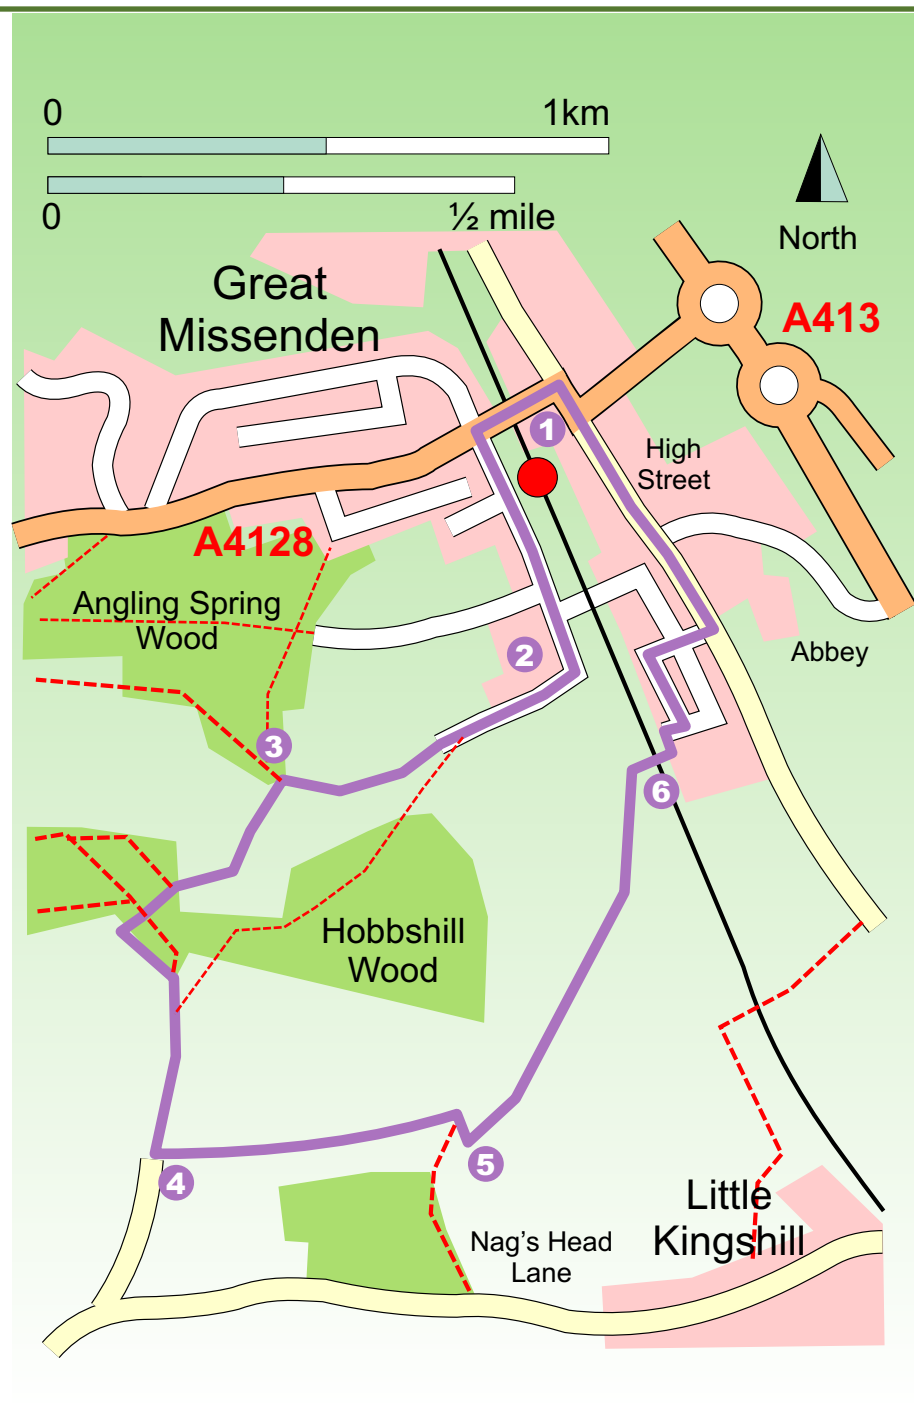 0
1km
0
½ mile
North
Great
Missenden
A413
1
High
Street
A4128
Angling Spring
Wood
2
Abbey
3
6
Hobbshill
Wood
5
4
Little
Kingshill
Nag's Head
Lane